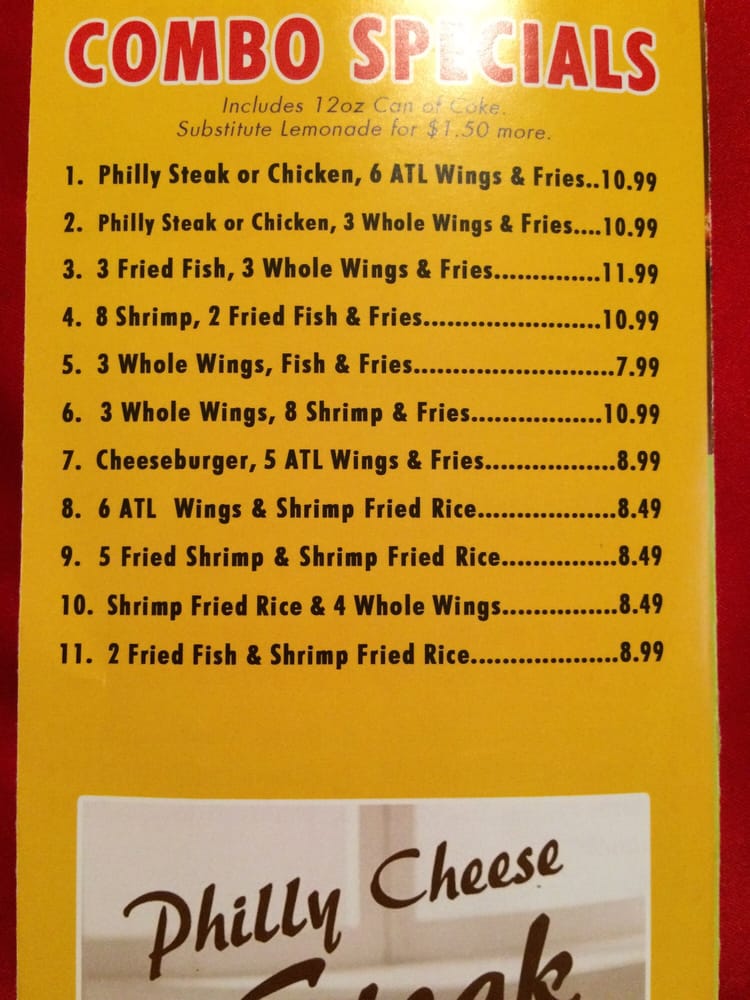 COMBO SPECIALS
Includes 12oz Can of Coke.
Substitute Lemonade for $1.50 more.
1. Philly Steak or Chicken, 6 ATL Wings & Fries..10.99
2. Philly Steak or Chicken, 3 Whole Wings & Fries....10.99
3. 3 Fried Fish, 3 Whole Wings & Fries.............11.99
4. 8 Shrimp, 2 Fried Fish & Fries......................10.99
5. 3 Whole Wings, Fish & Fries.........................7.99
6. 3 Whole Wings, 8 Shrimp & Fries................10.99
7. Cheeseburger, 5 ATL Wings & Fries................8.99
8. 6 ATL Wings & Shrimp Fried Rice.................8.49
9. 5 Fried Shrimp & Shrimp Fried Rice..............8.49
10. Shrimp Fried Rice & 4 Whole Wings..............8.49
11. 2 Fried Fish & Shrimp Fried Rice...................8.99
Philly Cheese
Steak